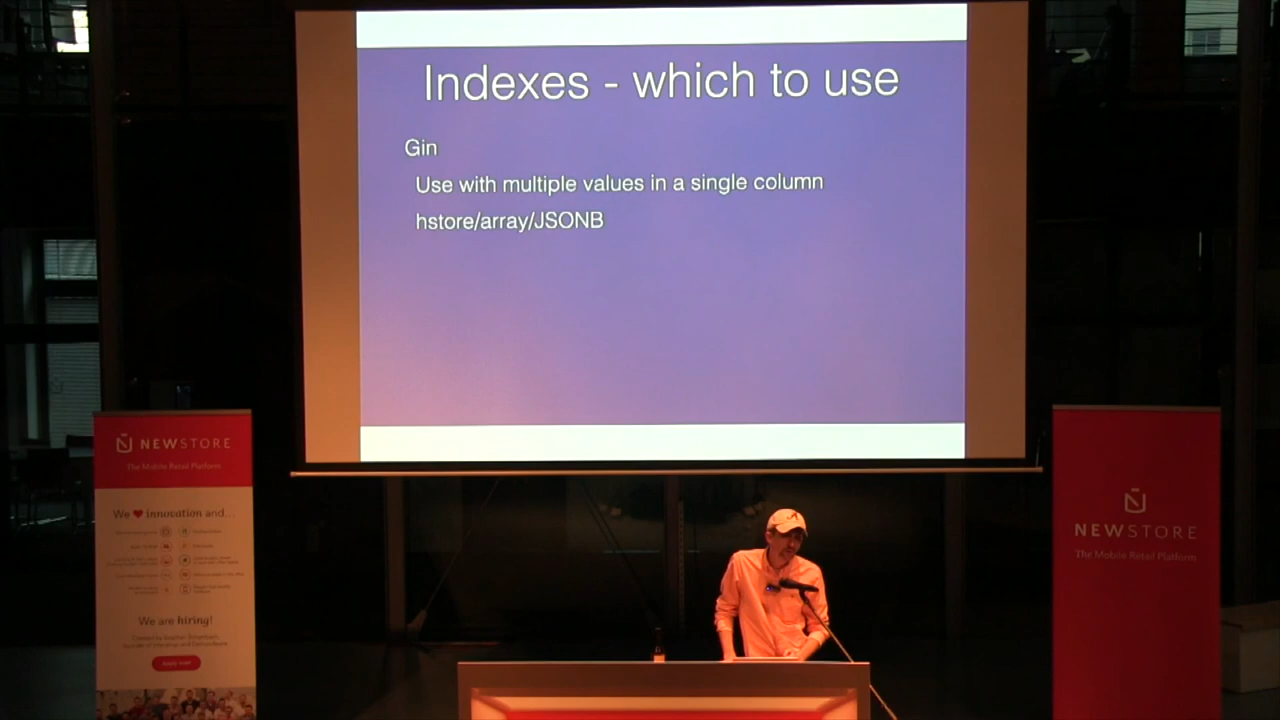 Indexes - which to use
Gin
Use with multiple values in a single column
hstore/array/JSONB
NEWSTORE
The Mobile Retail Platform
We ♥ innovation and...
We are hiring!
NEWSTORE
The Mobile Retail Platform